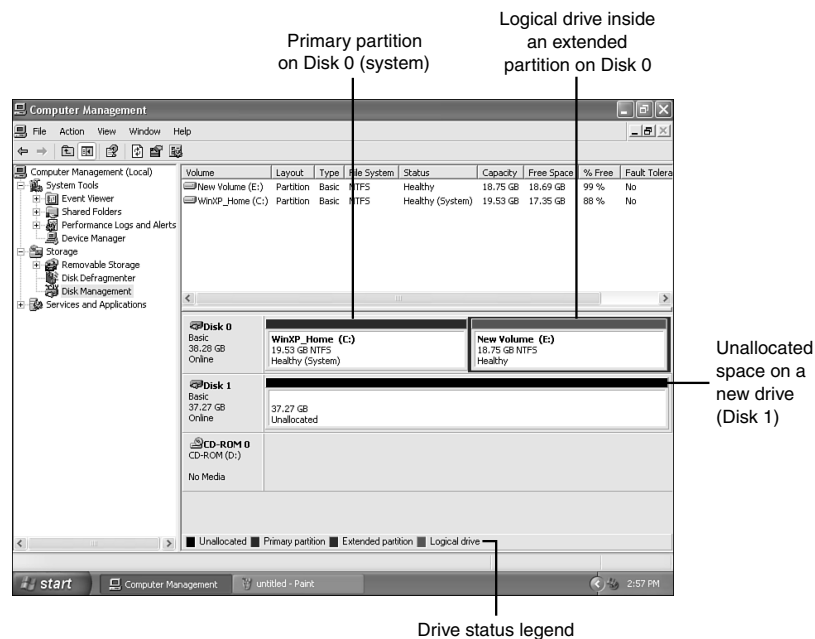 Primary partition
on Disk 0 (system)
Logical drive inside
an extended
partition on Disk 0
Computer Management
File Action View Window Help
Computer Management (Local)
System Tools
Event Viewer
Shared Folders
Performance Logs and Alerts
Device Manager
Storage
Removable Storage
Disk Defragmenter
Disk Management
Services and Applications
Volume Layout Type File System Status Capacity Free Space % Free Fault Tolera
New Volume (E:) Partition Basic NTFS Healthy 18.75 GB 18.69 GB 99 % No
WinXP_Home (C:) Partition Basic NTFS Healthy (System) 19.53 GB 17.35 GB 88 % No
Disk 0
Basic
38.28 GB
Online
WinXP_Home (C:)
19.53 GB NTFS
Healthy (System)
New Volume (E:)
18.75 GB NTFS
Healthy
Disk 1
Basic
37.27 GB
Online
37.27 GB
Unallocated
CD-ROM 0
CD-ROM (D:)
No Media
Unallocated Primary partition Extended partition Logical drive
Unallocated
space on a
new drive
(Disk 1)
start Computer Management untitled - Paint 2:57 PM
Drive status legend